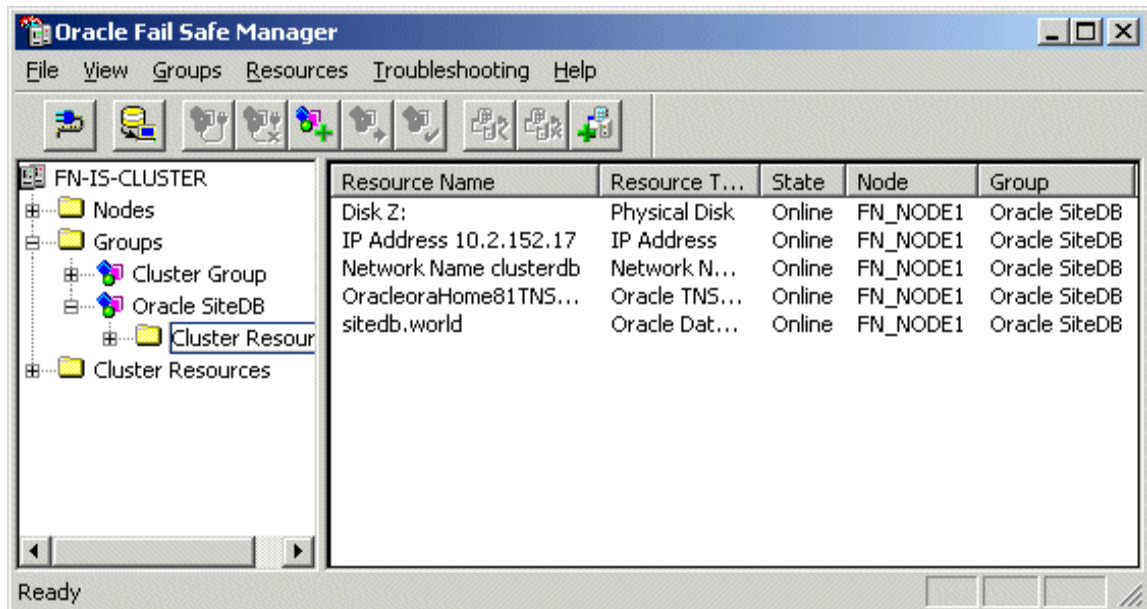 Oracle Fail Safe Manager
File View Groups Resources Troubleshooting Help
FN-IS-CLUSTER
Nodes
Groups
Cluster Group
Oracle SiteDB
Cluster Resour
Cluster Resources
Resource Name Resource T... State Node Group
Disk Z: Physical Disk Online FN_NODE1 Oracle SiteDB
IP Address 10.2.152.17 IP Address Online FN_NODE1 Oracle SiteDB
Network Name clusterdb Network N... Online FN_NODE1 Oracle SiteDB
OracleoraHome81TNS... Oracle TNS... Online FN_NODE1 Oracle SiteDB
sitedb.world Oracle Dat... Online FN_NODE1 Oracle SiteDB
Ready